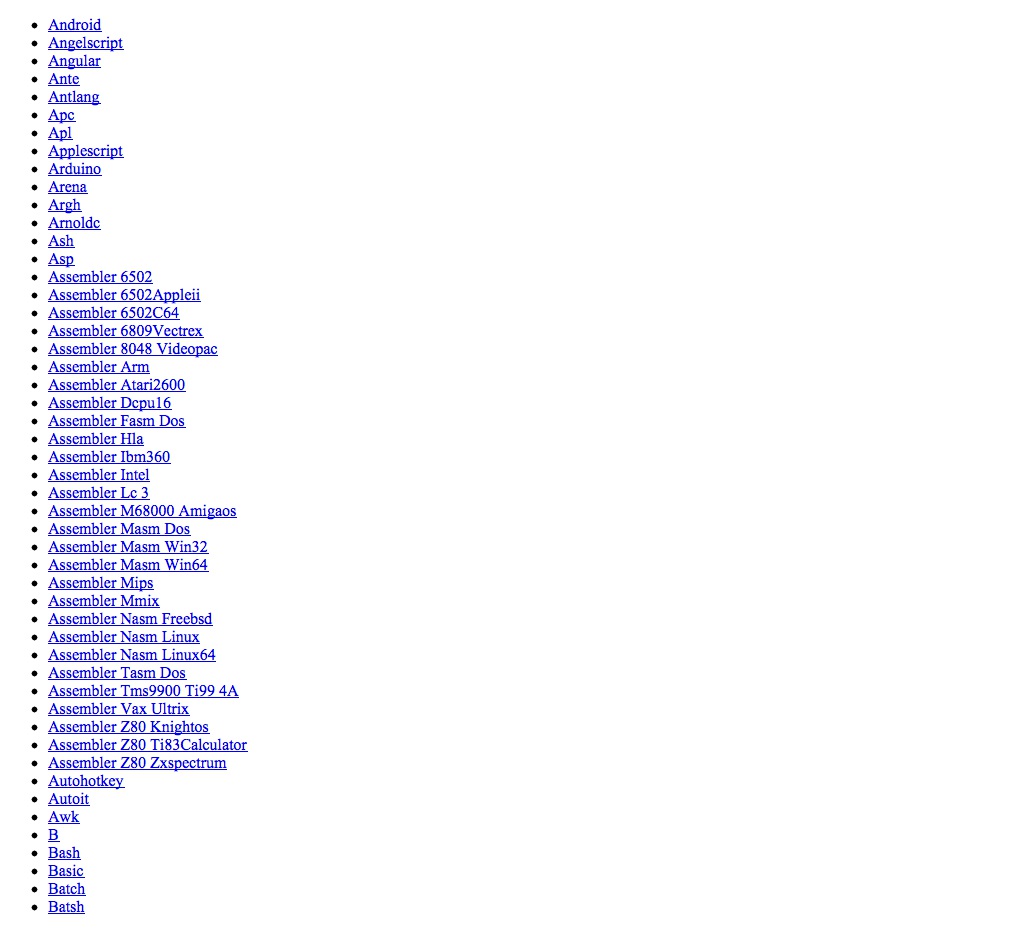 Android
Angelscript
Angular
Ante
Antlang
Apc
Apl
Applescript
Arduino
Arena
Argh
Arnoldc
Ash
Asp
Assembler 6502
Assembler 6502Appleii
Assembler 6502C64
Assembler 6809Vectrex
Assembler 8048 Videopac
Assembler Arm
Assembler Atari2600
Assembler Dcpu16
Assembler Fasm Dos
Assembler Hla
Assembler Ibm360
Assembler Intel
Assembler Lc 3
Assembler M68000 Amigaos
Assembler Masm Dos
Assembler Masm Win32
Assembler Masm Win64
Assembler Mips
Assembler Mmix
Assembler Nasm Freebsd
Assembler Nasm Linux
Assembler Nasm Linux64
Assembler Tasm Dos
Assembler Tms9900 Ti99 4A
Assembler Vax Ultrix
Assembler Z80 Knightos
Assembler Z80 Ti83Calculator
Assembler Z80 Zxspectrum
Autohotkey
Autoit
Awk
B
Bash
Basic
Batch
Batsh